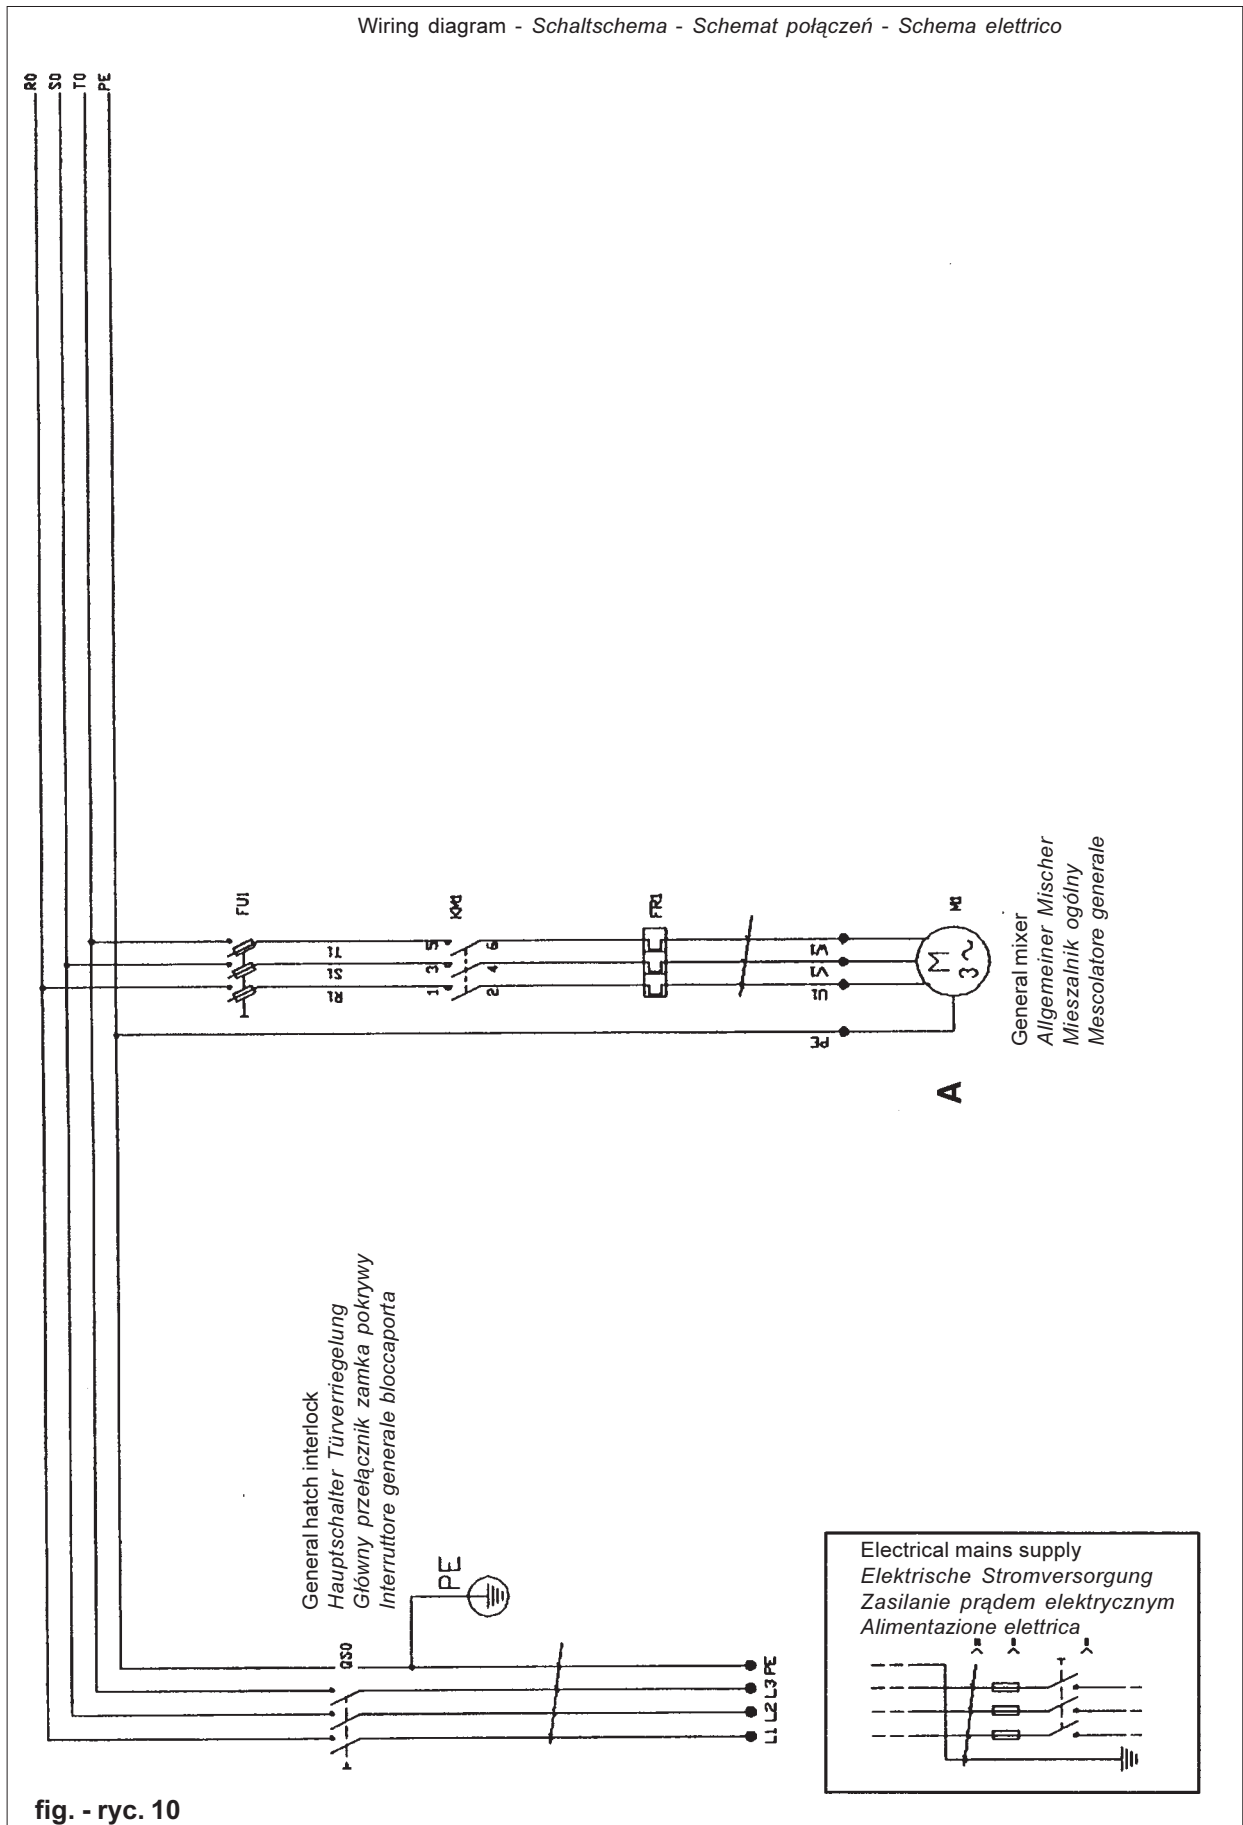 Wiring diagram - Schaltschema - Schemat połączeń - Schema elettrico
R0
S0
T0
PE
FU1
KM1
FR1
M1
T1
S1
R1
5
3
1
6
4
2
W1
V1
U1
PE
M
3~
A
General mixer
Allgemeiner Mischer
Mieszalnik ogólny
Mescolatore generale
General hatch interlock
Hauptschalter Türverriegelung
Główny przełącznik zamka pokrywy
Interruttore generale bloccaporta
QS0
PE
L1 L2 L3 PE
Electrical mains supply
Elektrische Stromversorgung
Zasilanie prądem elektrycznym
Alimentazione elettrica
fig. - ryc. 10